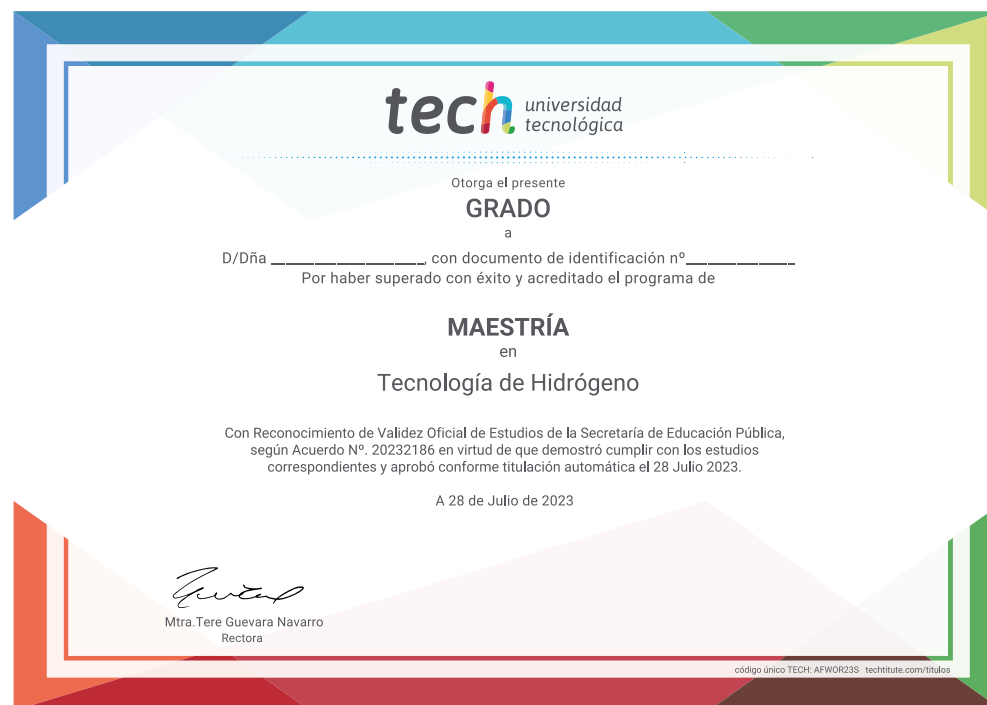 tech universidad
tecnológica
Otorga el presente
GRADO
a
D/Dña ____________________, con documento de identificación nº______________
Por haber superado con éxito y acreditado el programa de
MAESTRÍA
en
Tecnología de Hidrógeno
Con Reconocimiento de Validez Oficial de Estudios de la Secretaría de Educación Pública,
según Acuerdo Nº. 20232186 en virtud de que demostró cumplir con los estudios
correspondientes y aprobó conforme titulación automática el 28 Julio 2023.
A 28 de Julio de 2023
Mtra.Tere Guevara Navarro
Rectora
código único TECH: AFWOR23S techtitute.com/titulos